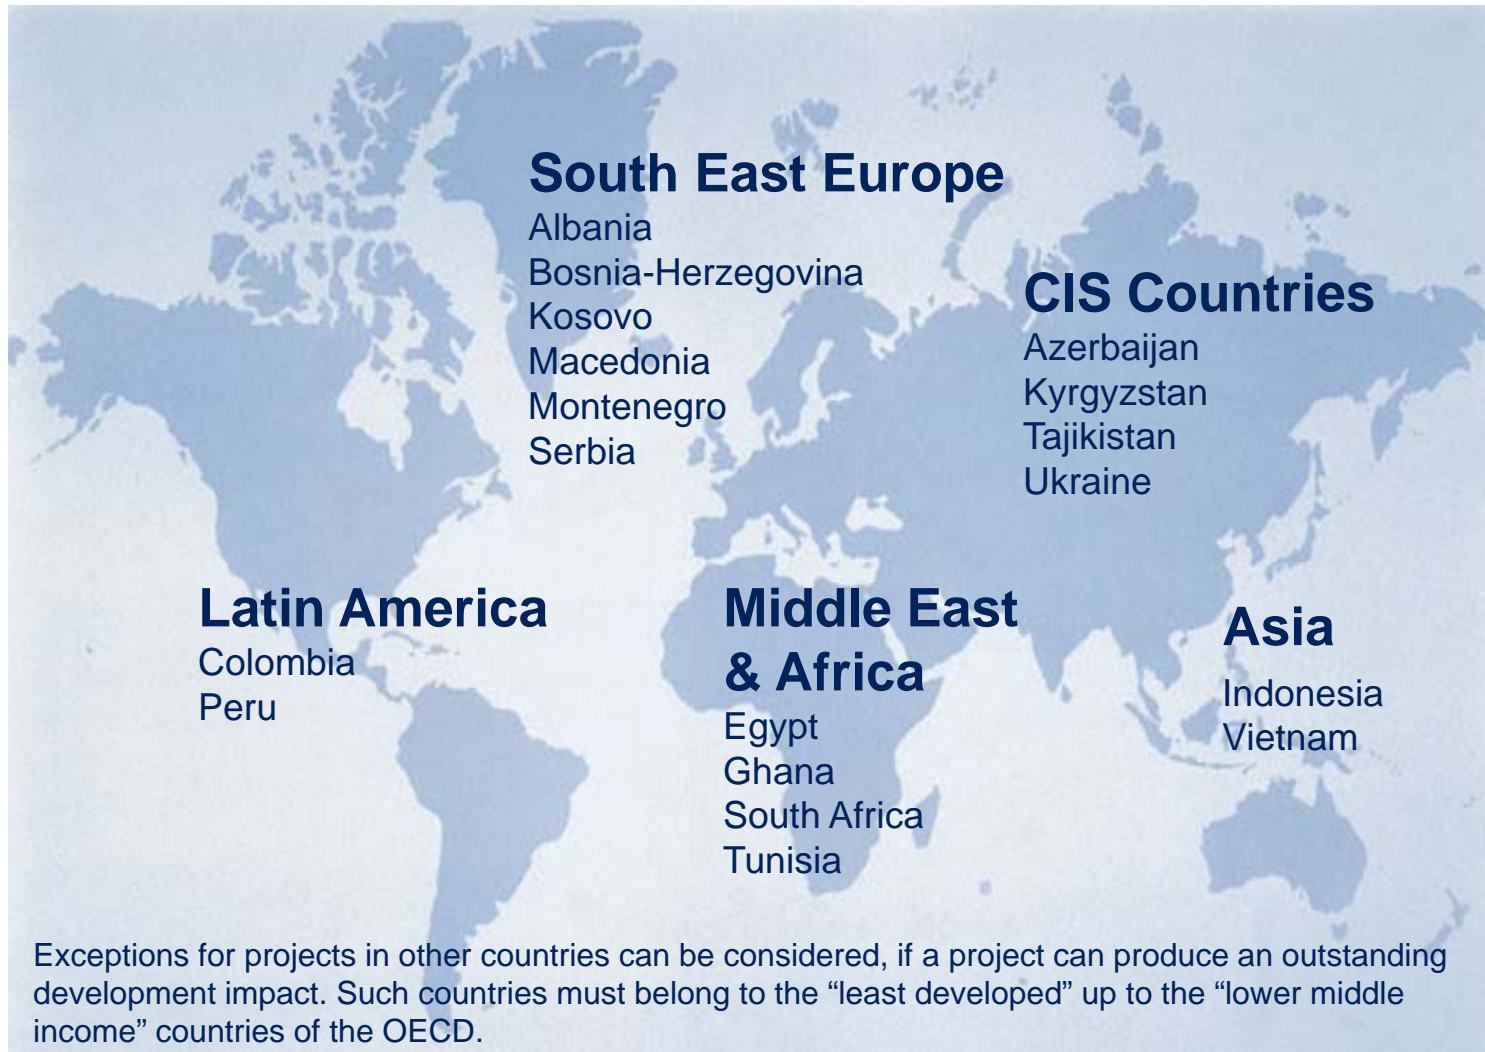 South East Europe
Albania
Bosnia-Herzegovina
Kosovo
Macedonia
Montenegro
Serbia
CIS Countries
Azerbaijan
Kyrgyzstan
Tajikistan
Ukraine
Latin America
Colombia
Peru
Middle East
& Africa
Egypt
Ghana
South Africa
Tunisia
Asia
Indonesia
Vietnam
Exceptions for projects in other countries can be considered, if a project can produce an outstanding
development impact. Such countries must belong to the “least developed” up to the “lower middle
income” countries of the OECD.